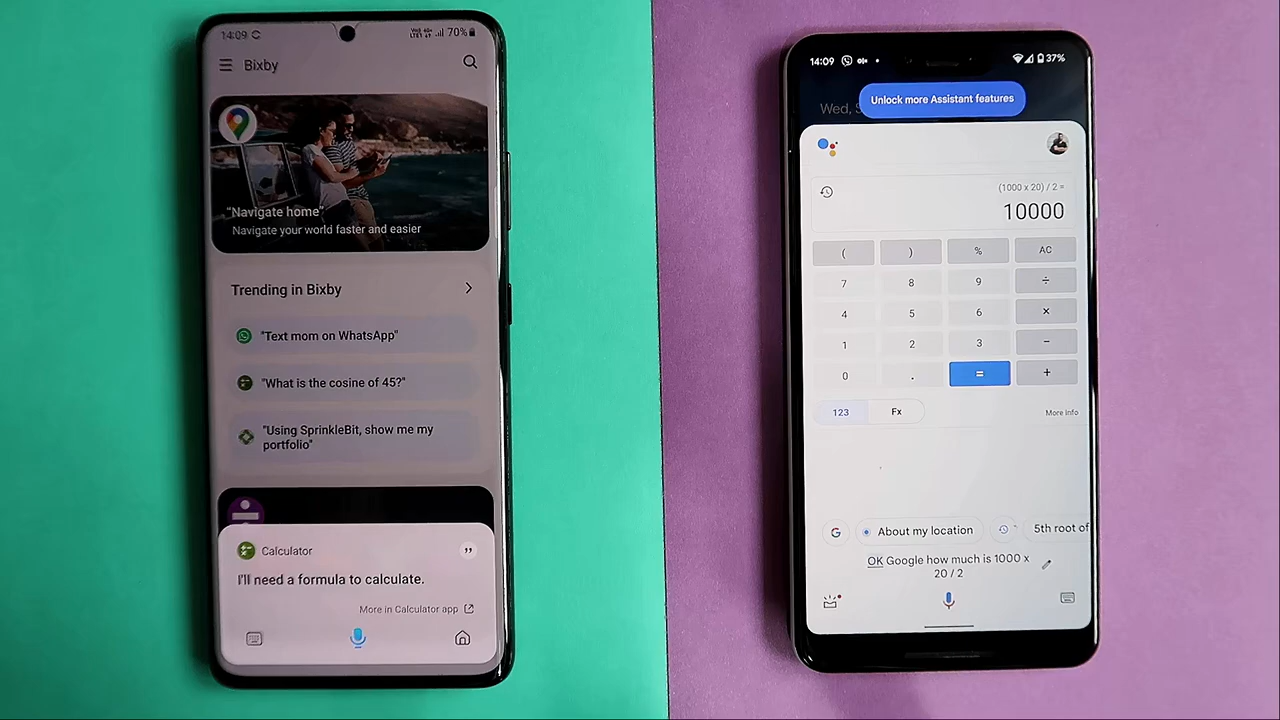 14:09
70%
Bixby
"Navigate home"
Navigate your world faster and easier
Trending in Bixby
"Text mom on WhatsApp"
"What is the cosine of 45?"
"Using SprinkleBit, show me my
portfolio"
Calculator
I'll need a formula to calculate.
More in Calculator app
14:09
37%
Wed, S
Unlock more Assistant features
(1000 x 20) / 2 =
10000
( ) % AC
7 8 9 ÷
4 5 6 ×
1 2 3 −
0 . = +
123 Fx
More info
About my location
5th root of
OK Google how much is 1000 x
20 / 2